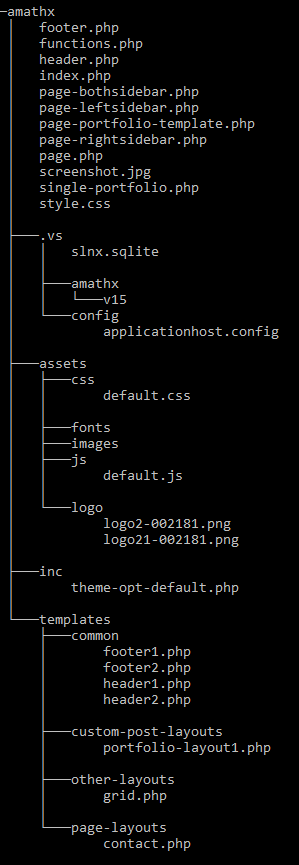 amathx
footer.php
functions.php
header.php
index.php
page-bothsidebar.php
page-leftsidebar.php
page-portfolio-template.php
page-rightsidebar.php
page.php
screenshot.jpg
single-portfolio.php
style.css
.vs
slnx.sqlite
amathx
v15
config
applicationhost.config
assets
css
default.css
fonts
images
js
default.js
logo
logo2-002181.png
logo21-002181.png
inc
theme-opt-default.php
templates
common
footer1.php
footer2.php
header1.php
header2.php
custom-post-layouts
portfolio-layout1.php
other-layouts
grid.php
page-layouts
contact.php